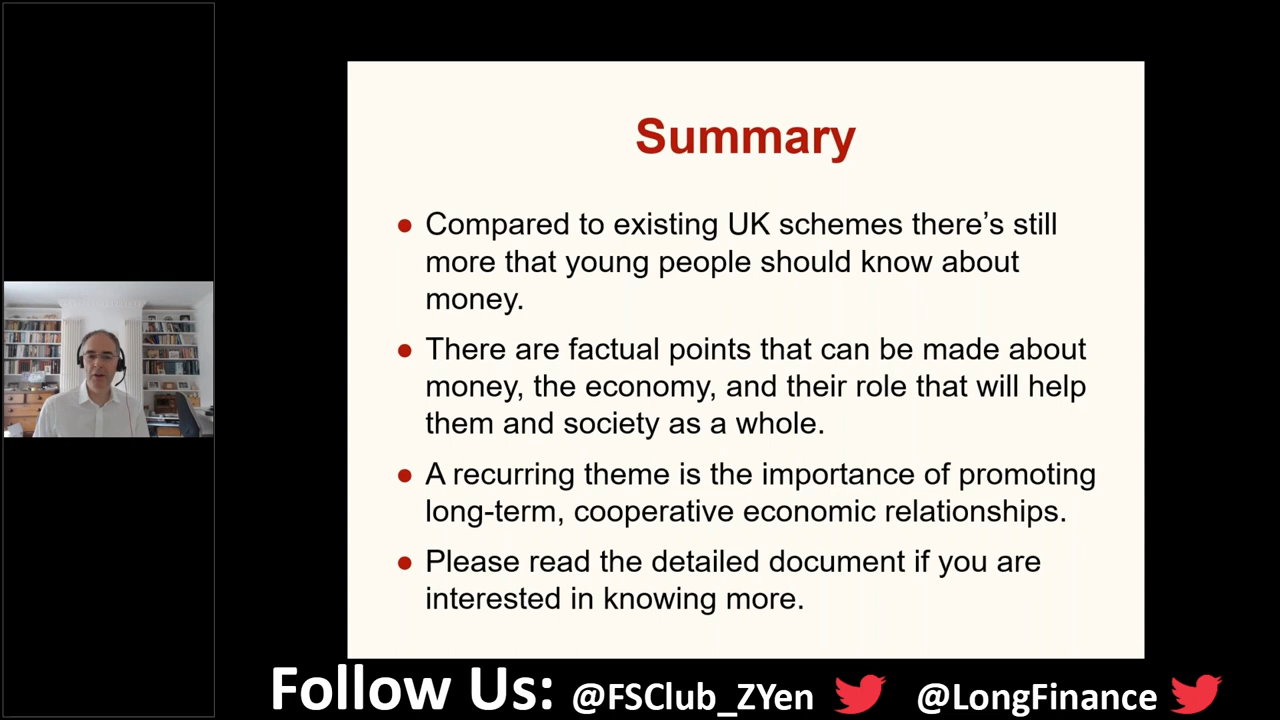 Summary
● Compared to existing UK schemes there’s still
more that young people should know about
money.
● There are factual points that can be made about
money, the economy, and their role that will help
them and society as a whole.
● A recurring theme is the importance of promoting
long-term, cooperative economic relationships.
● Please read the detailed document if you are
interested in knowing more.
Follow Us: @FSClub_ZYen @LongFinance